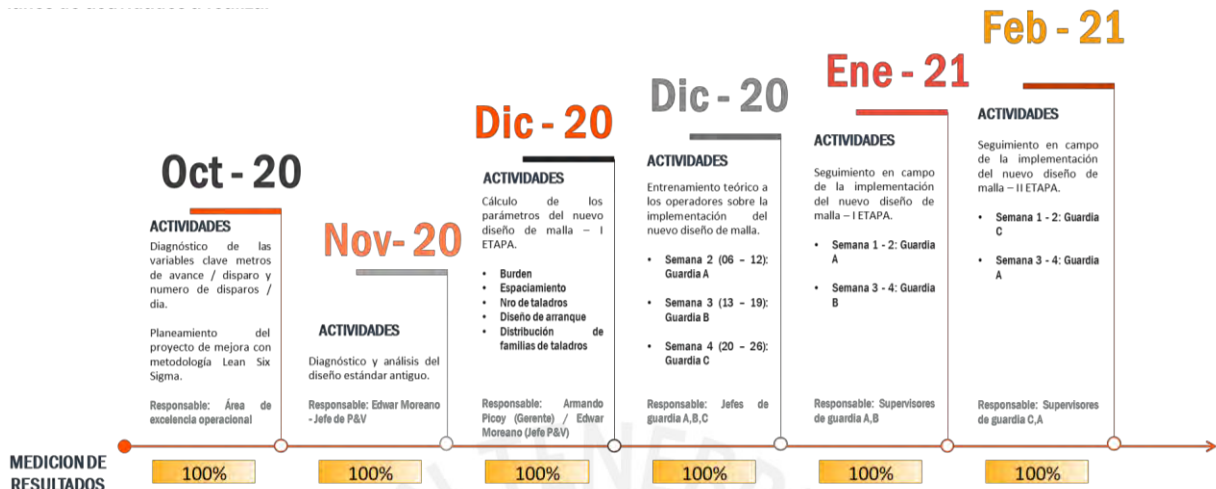 Oct - 20
ACTIVIDADES
Diagnóstico de las
variables clave metros
de avance / disparo y
numero de disparos /
dia.
Planeamiento del
proyecto de mejora con
metodología Lean Six
Sigma.
Responsable: Área de
excelencia operacional
Nov- 20
ACTIVIDADES
Diagnóstico y análisis del
diseño estándar antiguo.
Responsable: Edwar Moreano
- Jefe de P&V
Dic - 20
ACTIVIDADES
Cálculo de los
parámetros del nuevo
diseño de malla – I
ETAPA.
• Burden
• Espaciamiento
• Nro de taladros
• Diseño de arranque
• Distribución de
familias de taladros
Responsable: Armando
Picoy (Gerente) / Edwar
Moreano (Jefe P&V)
Dic - 20
ACTIVIDADES
Entrenamiento teórico a
los operadores sobre la
implementación del
nuevo diseño de malla.
• Semana 2 (06 – 12):
Guardia A
• Semana 3 (13 – 19):
Guardia B
• Semana 4 (20 – 26):
Guardia C
Responsable: Jefes de
guardia A,B,C
Ene - 21
ACTIVIDADES
Seguimiento en campo
de la implementación
del nuevo diseño de
malla – I ETAPA.
• Semana 1 - 2: Guardia
A
• Semana 3 - 4: Guardia
B
Responsable: Supervisores
de guardia A,B
Feb - 21
ACTIVIDADES
Seguimiento en campo
de la implementación
del nuevo diseño de
malla – II ETAPA.
• Semana 1 - 2: Guardia
C
• Semana 3 - 4: Guardia
A
Responsable: Supervisores
de guardia C,A
MEDICION DE
RESULTADOS
100%
100%
100%
100%
100%
100%